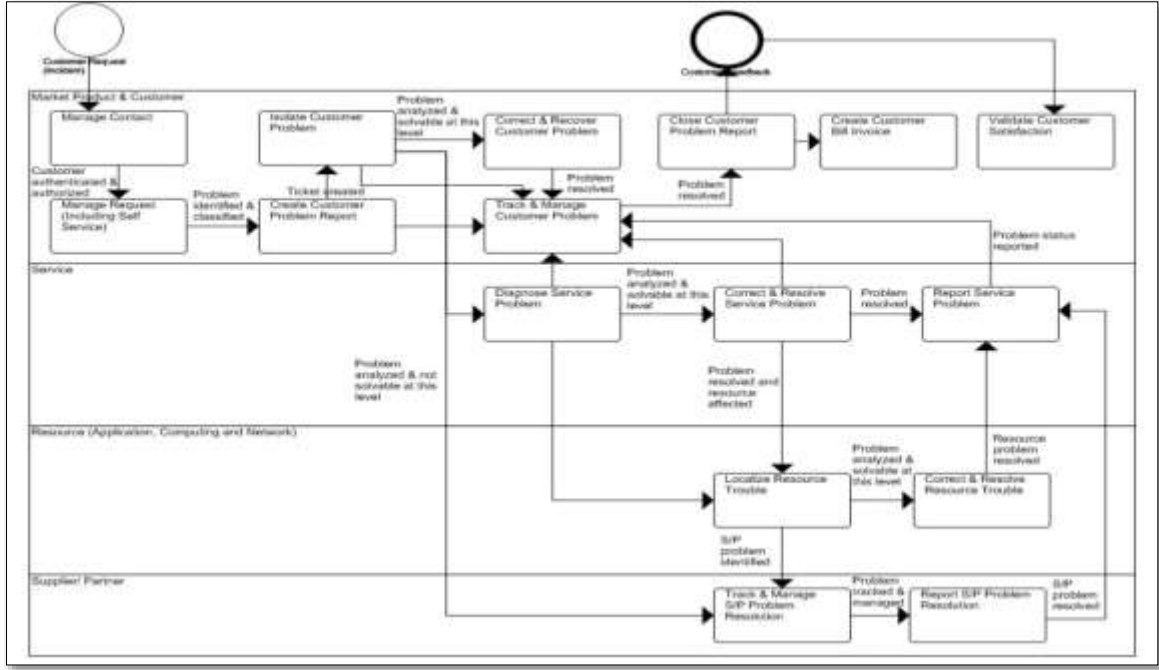 Customer Request
(Incident)
Customer Feedback
Market Product & Customer
Manage Contact
Isolate Customer
Problem
Problem
analyzed &
solvable at this
level
Correct & Recover
Customer Problem
Close Customer
Problem Report
Create Customer
Bill Invoice
Validate Customer
Satisfaction
Customer
authenticated &
authorized
Manage Request
(Including Self
Service)
Problem
identified &
classified
Ticket created
Create Customer
Problem Report
Problem
resolved
Track & Manage
Customer Problem
Problem
resolved
Problem status
reported
Service
Diagnose Service
Problem
Problem
analyzed &
solvable at this
level
Correct & Resolve
Service Problem
Problem
resolved
Report Service
Problem
Problem
analyzed & not
solvable at this
level
Problem
resolved and
resource
affected
Resource (Application, Computing and Network)
Localize Resource
Trouble
Problem
analyzed &
solvable at
this level
Correct & Resolve
Resource Trouble
Resource
problem
resolved
S/P
problem
identified
Supplier/ Partner
Track & Manage
S/P Problem
Resolution
Problem
tracked &
managed
Report S/P Problem
Resolution
S/P
problem
resolved